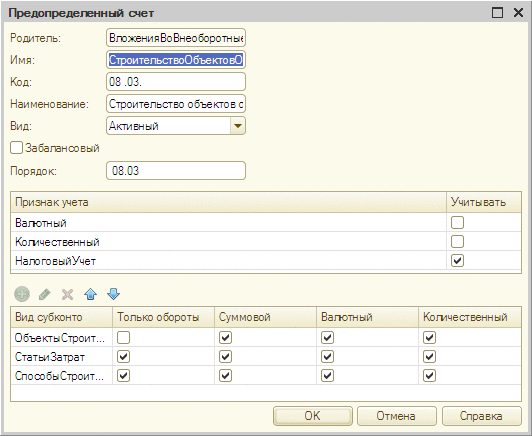 Предопределенный счет
Родитель: ВложенияВоВнеоборотные
Имя: СтроительствоОбъектовО
Код: 08 .03.
Наименование: Строительство объектов о
Вид: Активный
Забалансовый
Порядок: 08.03
Признак учета Учитывать
Валютный
Количественный
НалоговыйУчет
Вид субконто Только обороты Суммовой Валютный Количественный
ОбъектыСтроит...
СтатьиЗатрат
СпособыСтроит...
OK Отмена Справка